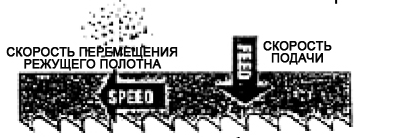 СКОРОСТЬ ПЕРЕМЕЩЕНИЯ
РЕЖУЩЕГО ПОЛОТНА
СКОРОСТЬ
ПОДАЧИ
FEED
SPEED